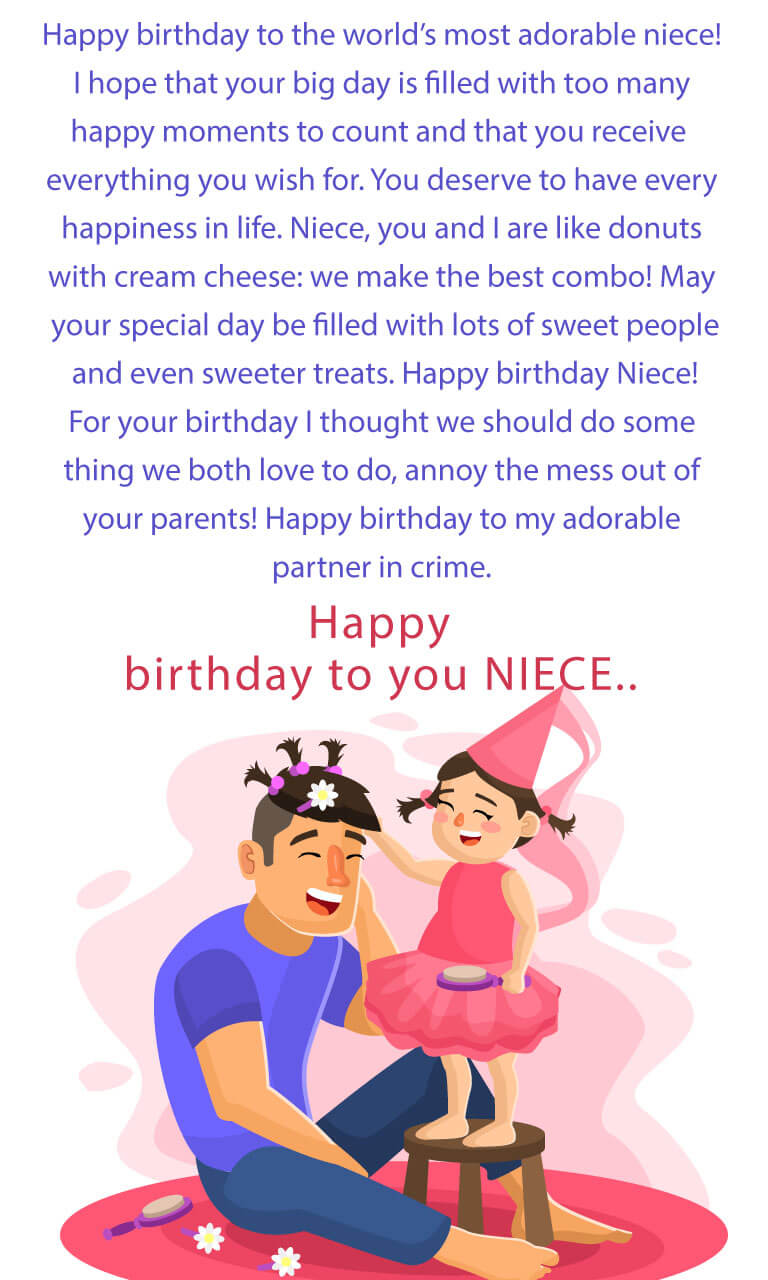 Happy birthday to the world’s most adorable niece!
I hope that your big day is filled with too many
happy moments to count and that you receive
everything you wish for. You deserve to have every
happiness in life. Niece, you and I are like donuts
with cream cheese: we make the best combo! May
your special day be filled with lots of sweet people
and even sweeter treats. Happy birthday Niece!
For your birthday I thought we should do some
thing we both love to do, annoy the mess out of
your parents! Happy birthday to my adorable
partner in crime.
Happy
birthday to you NIECE..